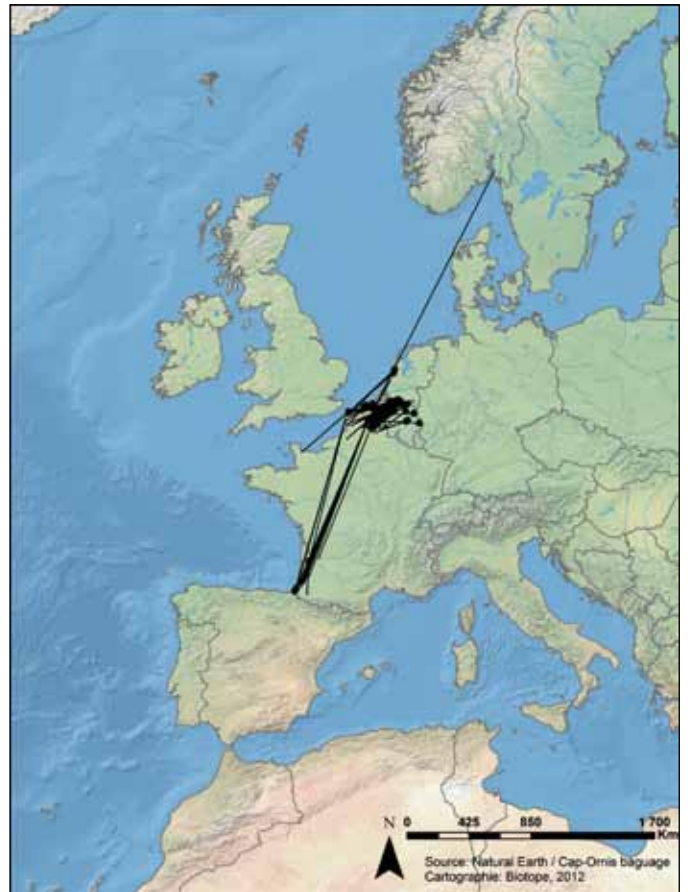 N 0 425 850 1 700
Km
Source: Natural Earth / Cap-Ornis baguage
Cartographie: Biotope, 2012